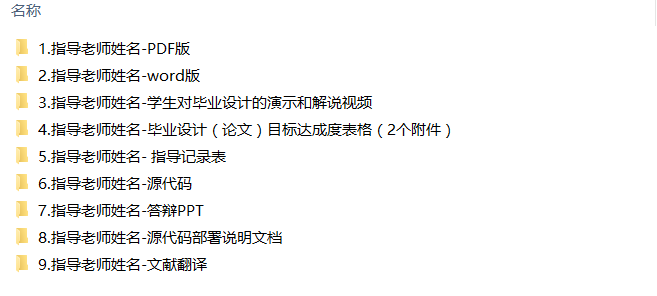 名称
1.指导老师姓名-PDF版
2.指导老师姓名-word版
3.指导老师姓名-学生对毕业设计的演示和解说视频
4.指导老师姓名-毕业设计（论文）目标达成度表格（2个附件）
5.指导老师姓名- 指导记录表
6.指导老师姓名-源代码
7.指导老师姓名-答辩PPT
8.指导老师姓名-源代码部署说明文档
9.指导老师姓名-文献翻译